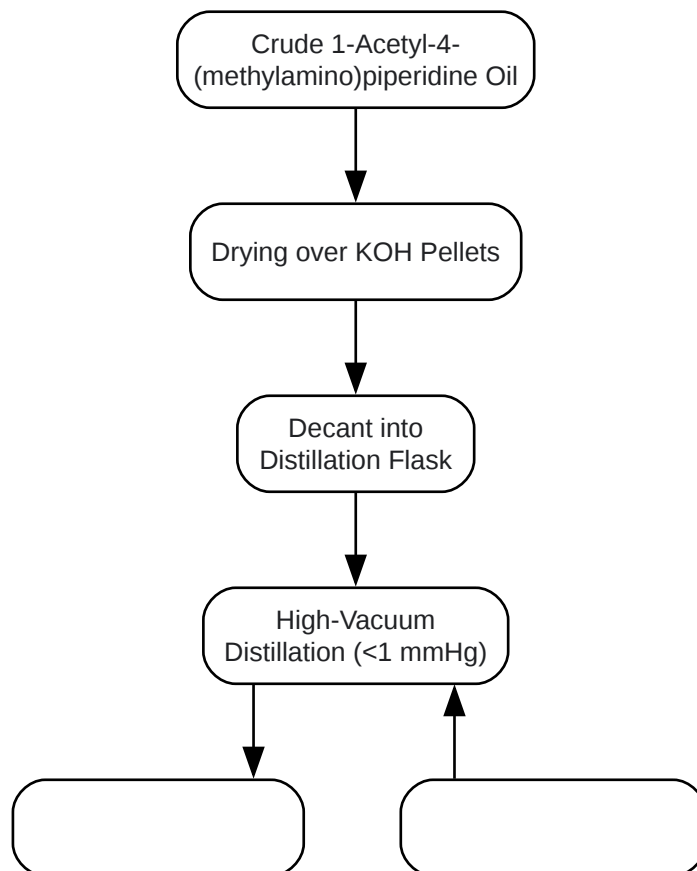 Crude 1-Acetyl-4-
(methylamino)piperidine Oil
Drying over KOH Pellets
Decant into
Distillation Flask
High-Vacuum
Distillation (<1 mmHg)